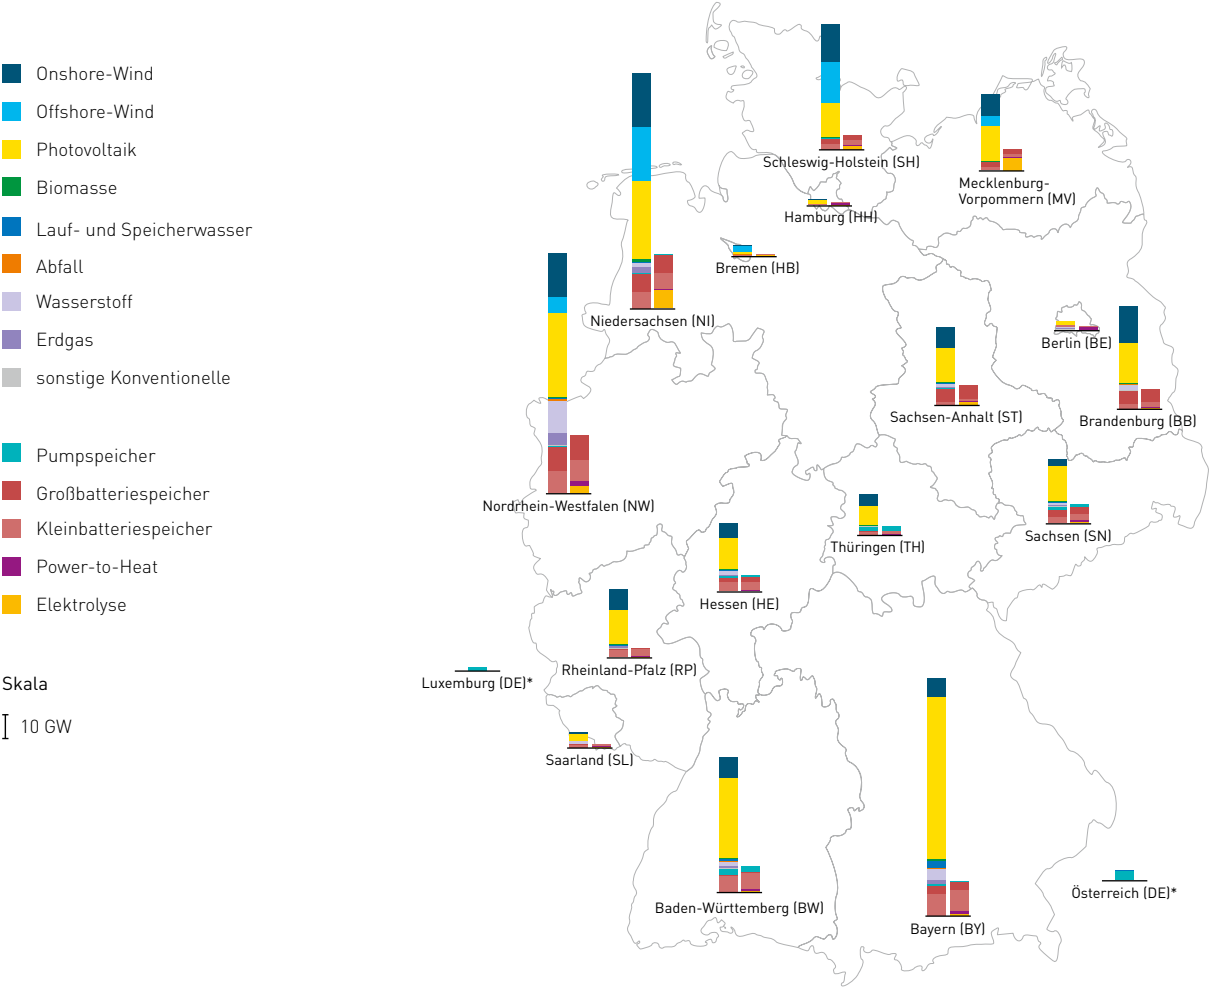 Onshore-Wind
Offshore-Wind
Photovoltaik
Biomasse
Lauf- und Speicherwasser
Abfall
Wasserstoff
Erdgas
sonstige Konventionelle
Pumpspeicher
Großbatteriespeicher
Kleinbatteriespeicher
Power-to-Heat
Elektrolyse
Skala
10 GW
Schleswig-Holstein (SH)
Mecklenburg-
Vorpommern (MV)
Hamburg (HH)
Bremen (HB)
Niedersachsen (NI)
Berlin (BE)
Sachsen-Anhalt (ST)
Brandenburg (BB)
Nordrhein-Westfalen (NW)
Sachsen (SN)
Thüringen (TH)
Hessen (HE)
Rheinland-Pfalz (RP)
Luxemburg (DE)*
Saarland (SL)
Österreich (DE)*
Baden-Württemberg (BW)
Bayern (BY)